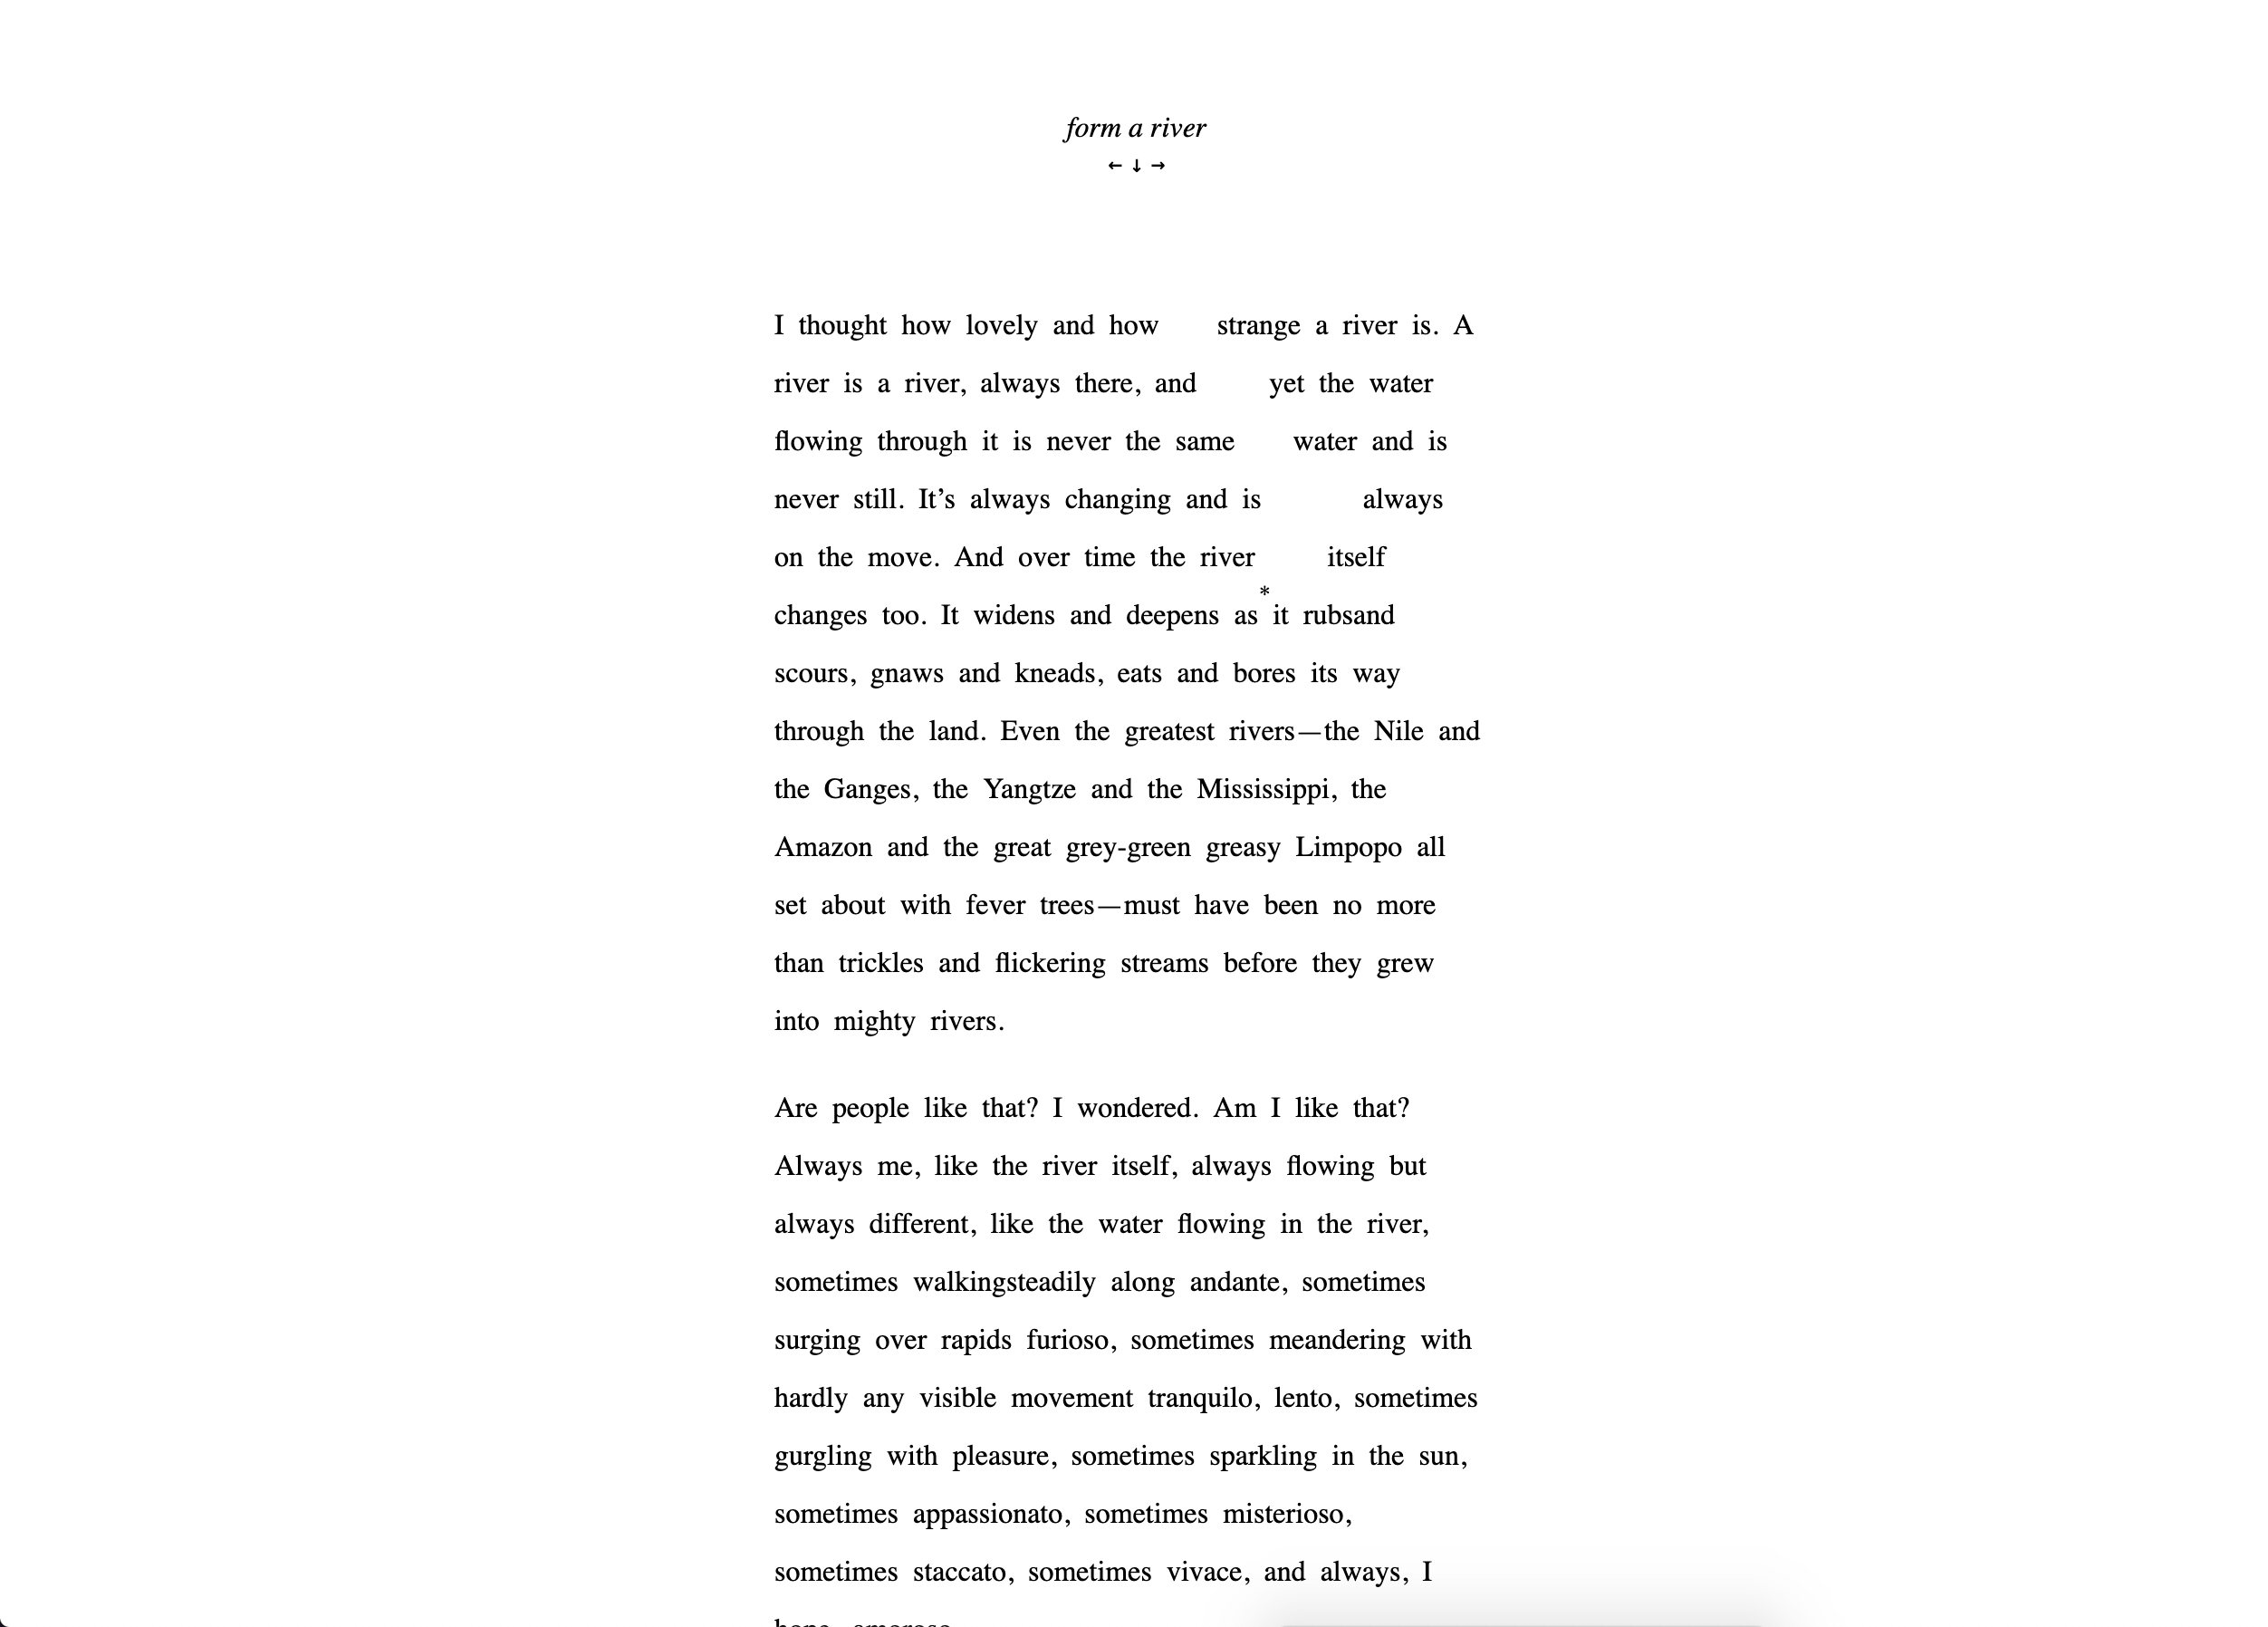 form a river
← ↓ →
I thought how lovely and how strange a river is. A
river is a river, always there, and yet the water
flowing through it is never the same water and is
never still. It’s always changing and is always
on the move. And over time the river itself
*
changes too. It widens and deepens as it rubsand
scours, gnaws and kneads, eats and bores its way
through the land. Even the greatest rivers—the Nile and
the Ganges, the Yangtze and the Mississippi, the
Amazon and the great grey-green greasy Limpopo all
set about with fever trees—must have been no more
than trickles and flickering streams before they grew
into mighty rivers.
Are people like that? I wondered. Am I like that?
Always me, like the river itself, always flowing but
always different, like the water flowing in the river,
sometimes walkingsteadily along andante, sometimes
surging over rapids furioso, sometimes meandering with
hardly any visible movement tranquilo, lento, sometimes
gurgling with pleasure, sometimes sparkling in the sun,
sometimes appassionato, sometimes misterioso,
sometimes staccato, sometimes vivace, and always, I